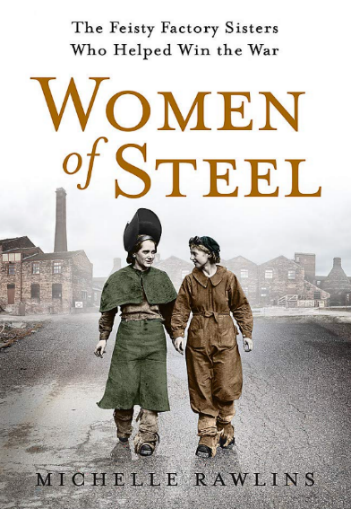 The Feisty Factory Sisters
Who Helped Win the War
WOMEN
of STEEL
MICHELLE RAWLINS